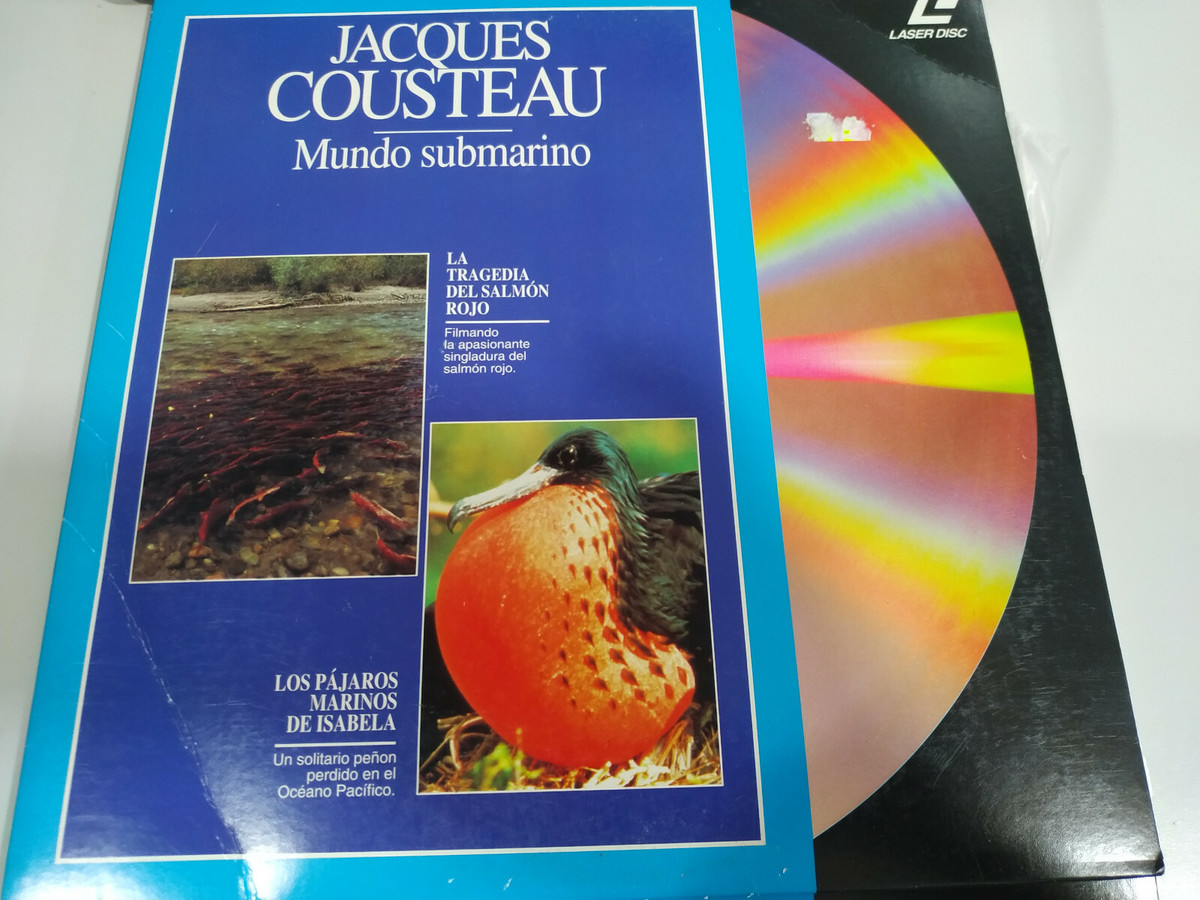 JACQUES
COUSTEAU
Mundo submarino
LA
TRAGEDIA
DEL SALMÓN
ROJO
Filmando
la apasionante
singladura del
salmón rojo.
LOS PÁJAROS
MARINOS
DE ISABELA
Un solitario peñon
perdido en el
Océano Pacífico.
LASER DISC